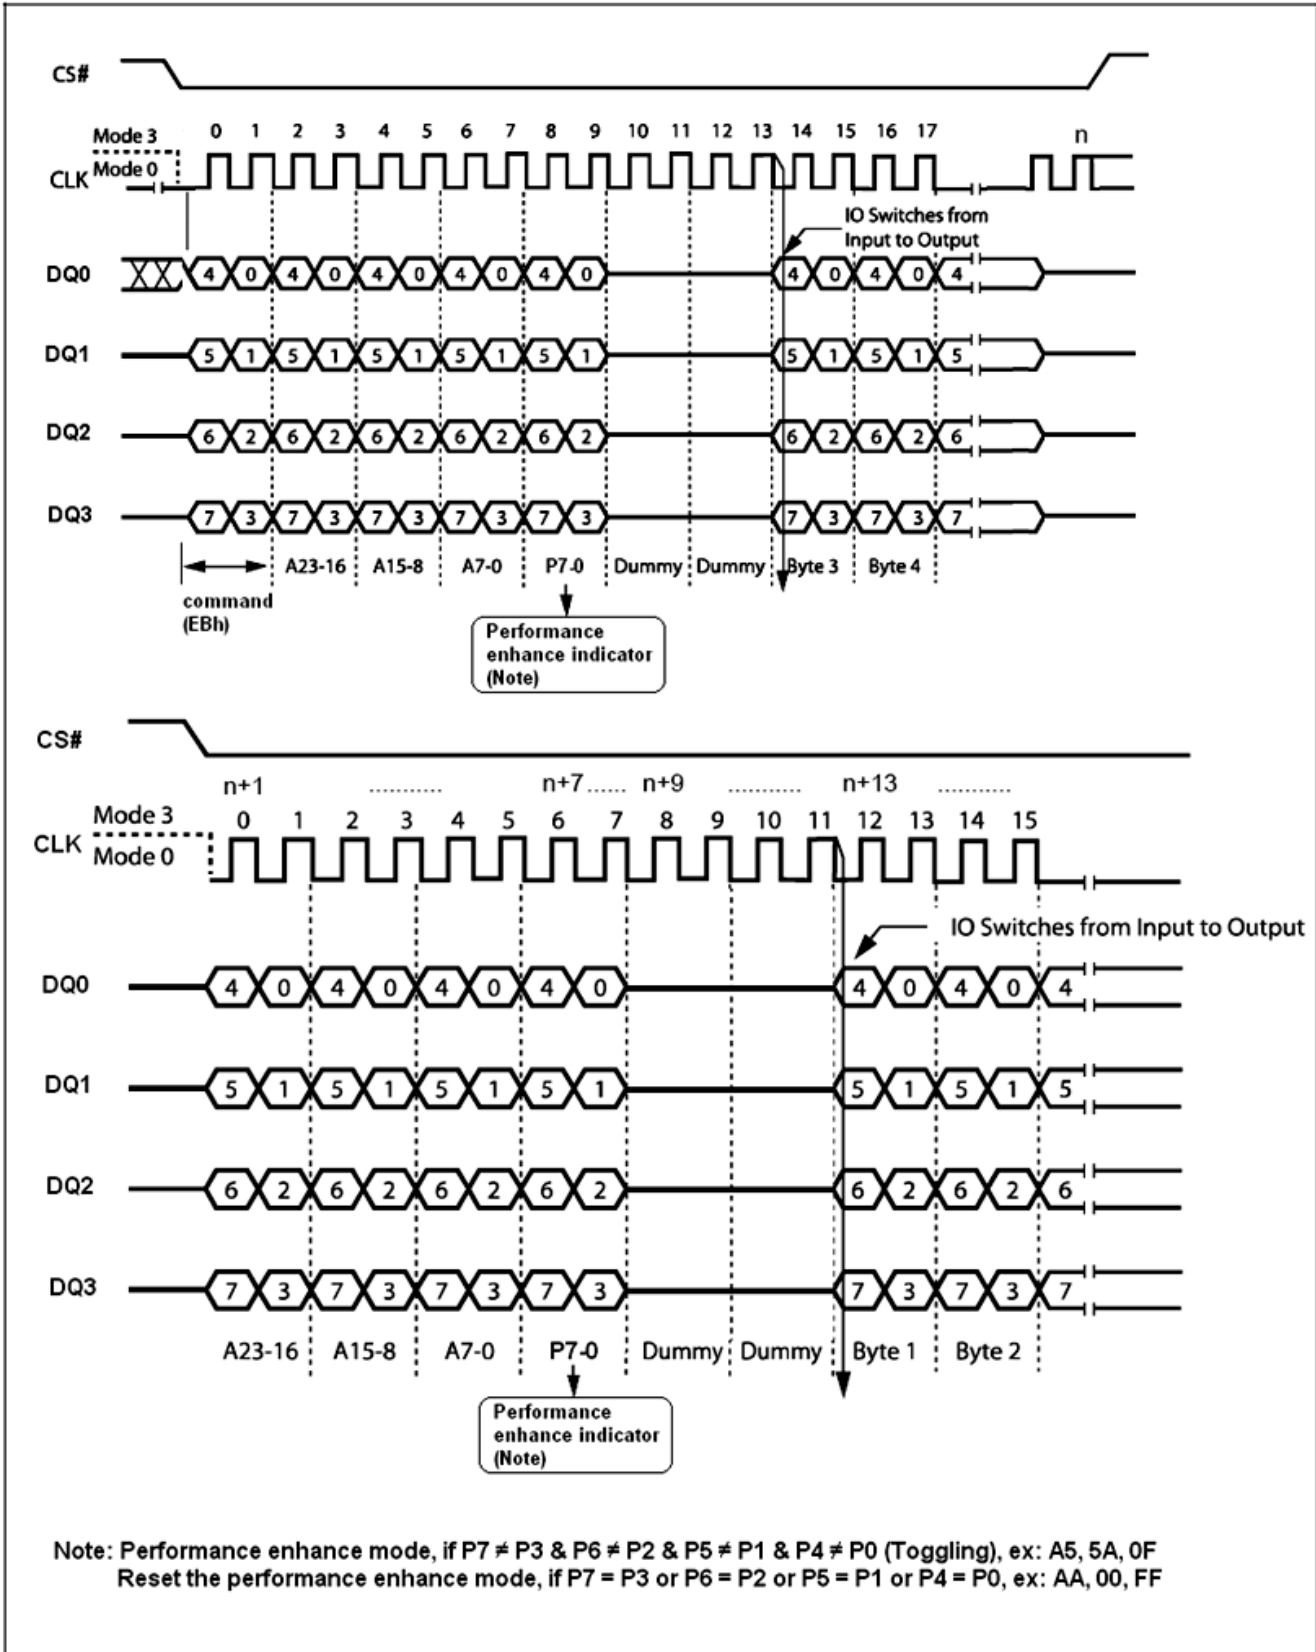 CS#
Mode 3
0 1 2 3 4 5 6 7 8 9 10 11 12 13 14 15 16 17 n
CLK Mode 0
IO Switches from
Input to Output
DQ0 4 0 4 0 4 0 4 0 4 0 4 0 4 0 4
DQ1 5 1 5 1 5 1 5 1 5 1 5 1 5 1 5
DQ2 6 2 6 2 6 2 6 2 6 2 6 2 6 2 6
DQ3 7 3 7 3 7 3 7 3 7 3 7 3 7 3 7
A23-16 A15-8 A7-0 P7-0 Dummy Dummy Byte 3 Byte 4
command
(EBh)
Performance
enhance indicator
(Note)
CS#
n+1 ............ n+7 ...... n+9 ............ n+13 ............
Mode 3
0 1 2 3 4 5 6 7 8 9 10 11 12 13 14 15
CLK Mode 0
IO Switches from Input to Output
DQ0 4 0 4 0 4 0 4 0 4 0 4 0 4
DQ1 5 1 5 1 5 1 5 1 5 1 5 1 5
DQ2 6 2 6 2 6 2 6 2 6 2 6 2 6
DQ3 7 3 7 3 7 3 7 3 7 3 7 3 7
A23-16 A15-8 A7-0 P7-0 Dummy Dummy Byte 1 Byte 2
Performance
enhance indicator
(Note)
Note: Performance enhance mode, if P7 ≠ P3 & P6 ≠ P2 & P5 ≠ P1 & P4 ≠ P0 (Toggling), ex: A5, 5A, 0F
Reset the performance enhance mode, if P7 = P3 or P6 = P2 or P5 = P1 or P4 = P0, ex: AA, 00, FF